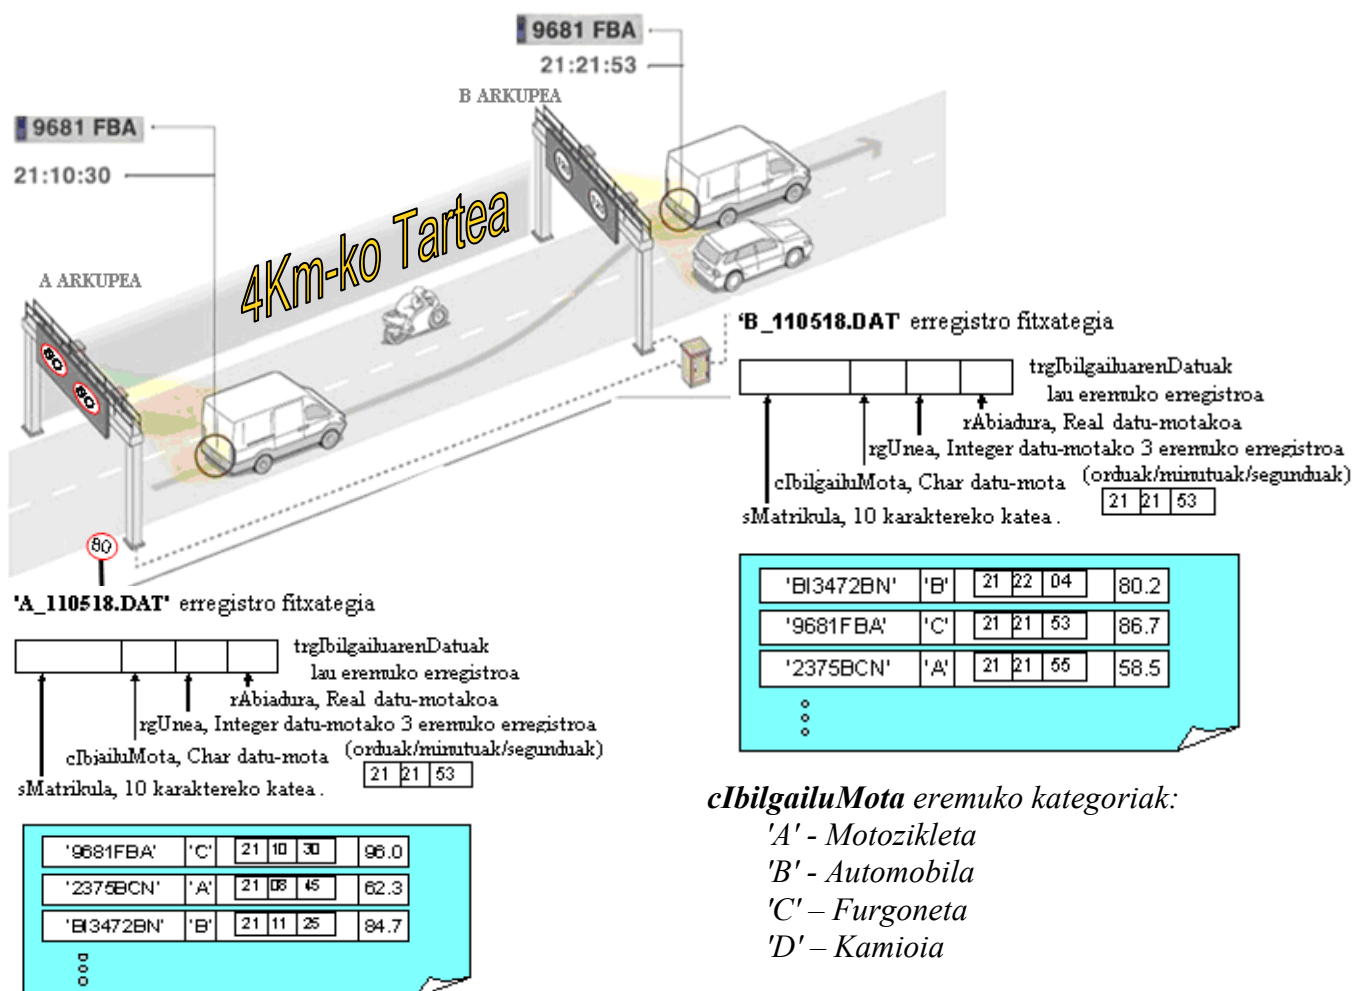 9681 FBA
21:21:53
B ARKUPEA
9681 FBA
21:10:30
4Km-ko Tartea
A ARKUPEA
120
120
80
80
80
'B_110518.DAT' erregistro fitxategia
trgIbilgailuarenDatuak
lau eremuko erregistroa
rAbiadura, Real datu-motakoa
rgUnea, Integer datu-motako 3 eremuko erregistroa
(orduak/minutuak/segunduak)
cIbilgailuMota, Char datu-mota
21 21 53
sMatrikula, 10 karaktereko katea .
'BI3472BN' 'B' 21 22 04 80.2
'9681FBA' 'C' 21 21 53 86.7
'2375BCN' 'A' 21 21 55 58.5
'A_110518.DAT' erregistro fitxategia
trgIbilgailuarenDatuak
lau eremuko erregistroa
rAbiadura, Real datu-motakoa
rgUnea, Integer datu-motako 3 eremuko erregistroa
(orduak/minutuak/segunduak)
cIbiailuMota, Char datu-mota
21 21 53
sMatrikula, 10 karaktereko katea .
'9681FBA' 'C' 21 10 30 96.0
'2375BCN' 'A' 21 08 45 62.3
'BI3472BN' 'B' 21 11 25 84.7
cIbilgailuMota eremuko kategoriak:
'A' - Motozikleta
'B' - Automobila
'C' – Furgoneta
'D' – Kamioia